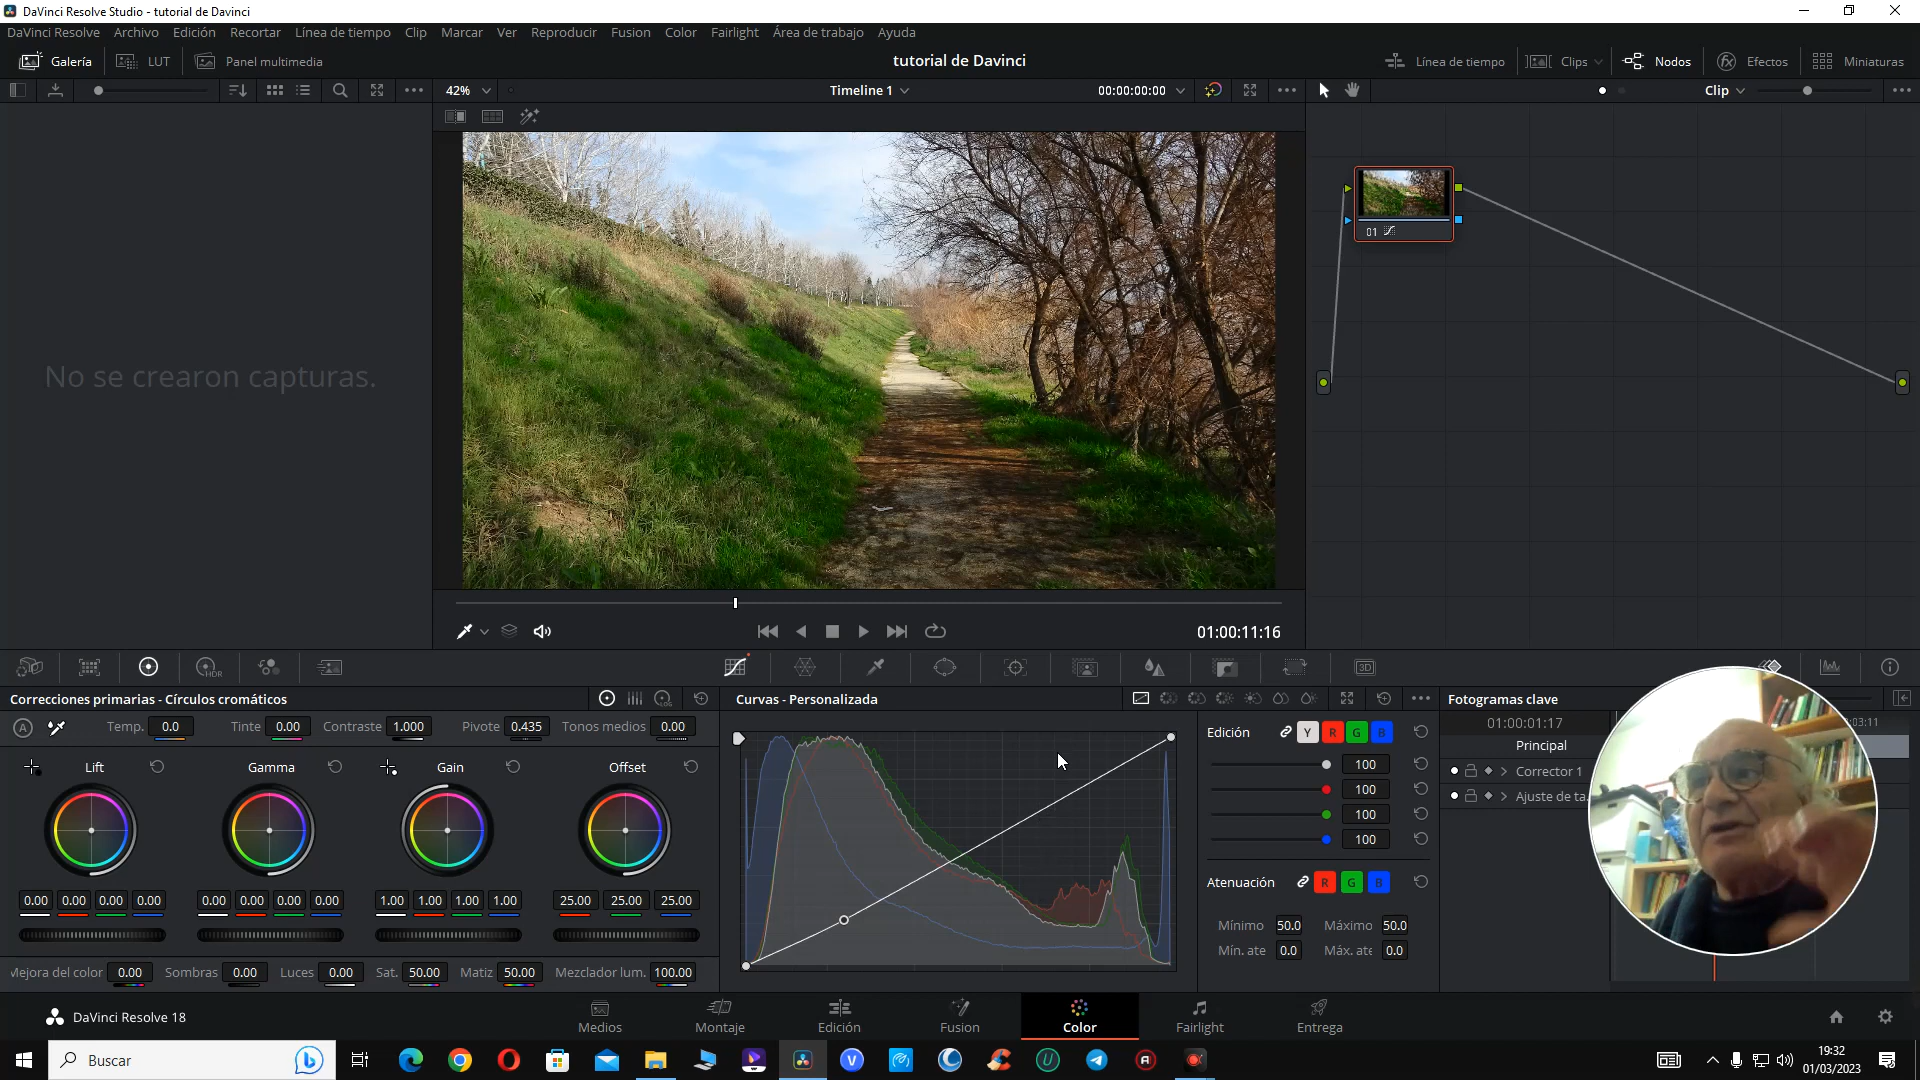 DaVinci Resolve Studio - tutorial de Davinci
DaVinci Resolve Archivo Edición Recortar Línea de tiempo Clip Marcar Ver Reproducir Fusion Color Fairlight Área de trabajo Ayuda
Galería LUT Panel multimedia tutorial de Davinci Línea de tiempo Clips Nodos Efectos Miniaturas
42% Timeline 1 00:00:00:00 Clip
01
No se crearon capturas.
01:00:11:16
HDR 3D
Correcciones primarias - Círculos cromáticos LOG Curvas - Personalizada Fotogramas clave
A Temp. 0.0 Tinte 0.00 Contraste 1.000 Pivote 0.435 Tonos medios 0.00
Edición Y R G B
01:00:01:17 03:11
Principal
Lift Gamma Gain Offset
100
Corrector 1
100
Ajuste de ta.
100
100
Atenuación R G B
0.00 0.00 0.00 0.00 0.00 0.00 0.00 0.00 1.00 1.00 1.00 1.00 25.00 25.00 25.00
Mínimo 50.0 Máximo 50.0
Mín. ate 0.0 Máx. ate 0.0
Mejora del color 0.00 Sombras 0.00 Luces 0.00 Sat. 50.00 Matiz 50.00 Mezclador lum. 100.00
DaVinci Resolve 18 Medios Montaje Edición Fusion Color Fairlight Entrega
Buscar
19:32
01/03/2023